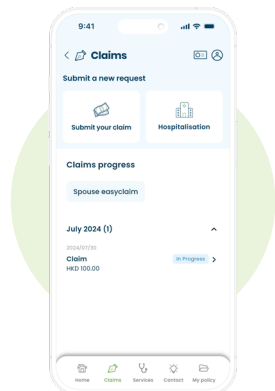 9:41
Claims
Submit a new request
Submit your claim
Hospitalisation
Claims progress
Spouse easyclaim
July 2024 (1)
2024/07/30
Claim
In Progress
HKD 100.00
Home Claims Services Contact My policy